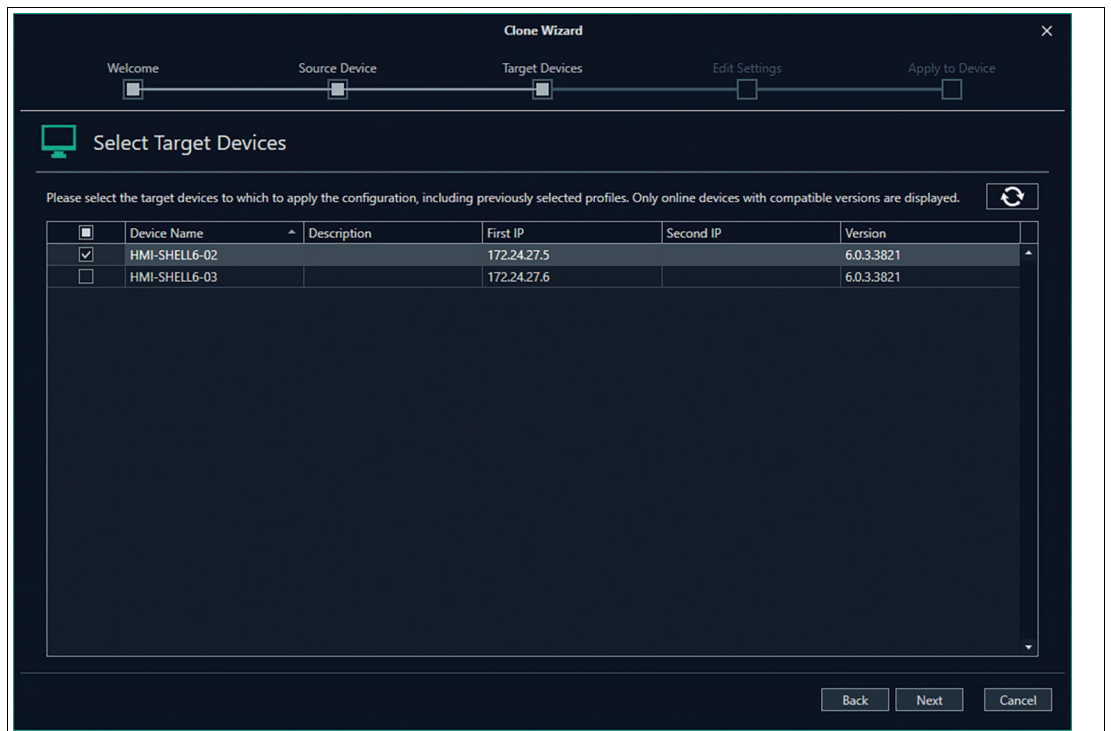 Clone Wizard
Welcome Source Device Target Devices Edit Settings Apply to Device
Select Target Devices
Please select the target devices to which to apply the configuration, including previously selected profiles. Only online devices with compatible versions are displayed.
Device Name Description First IP Second IP Version
HMI-SHELL6-02 172.24.27.5 6.0.3.3821
HMI-SHELL6-03 172.24.27.6 6.0.3.3821
Back Next Cancel